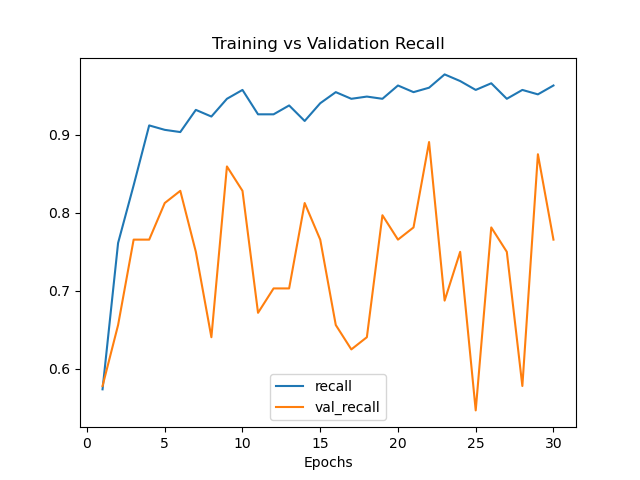 Training vs Validation Recall
0.9
0.8
0.7
0.6
recall
val_recall
0 5 10 15 20 25 30
Epochs